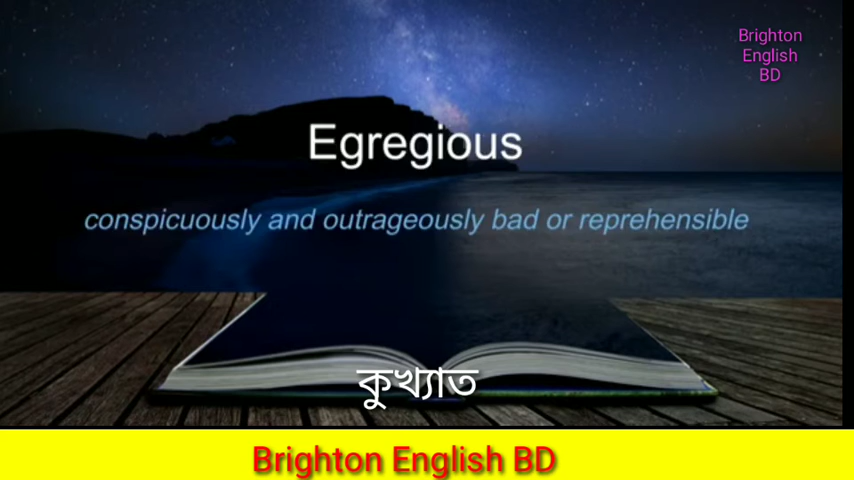 Brighton
English
BD
Egregious
conspicuously and outrageously bad or reprehensible
কুখ্যাত
Brighton English BD